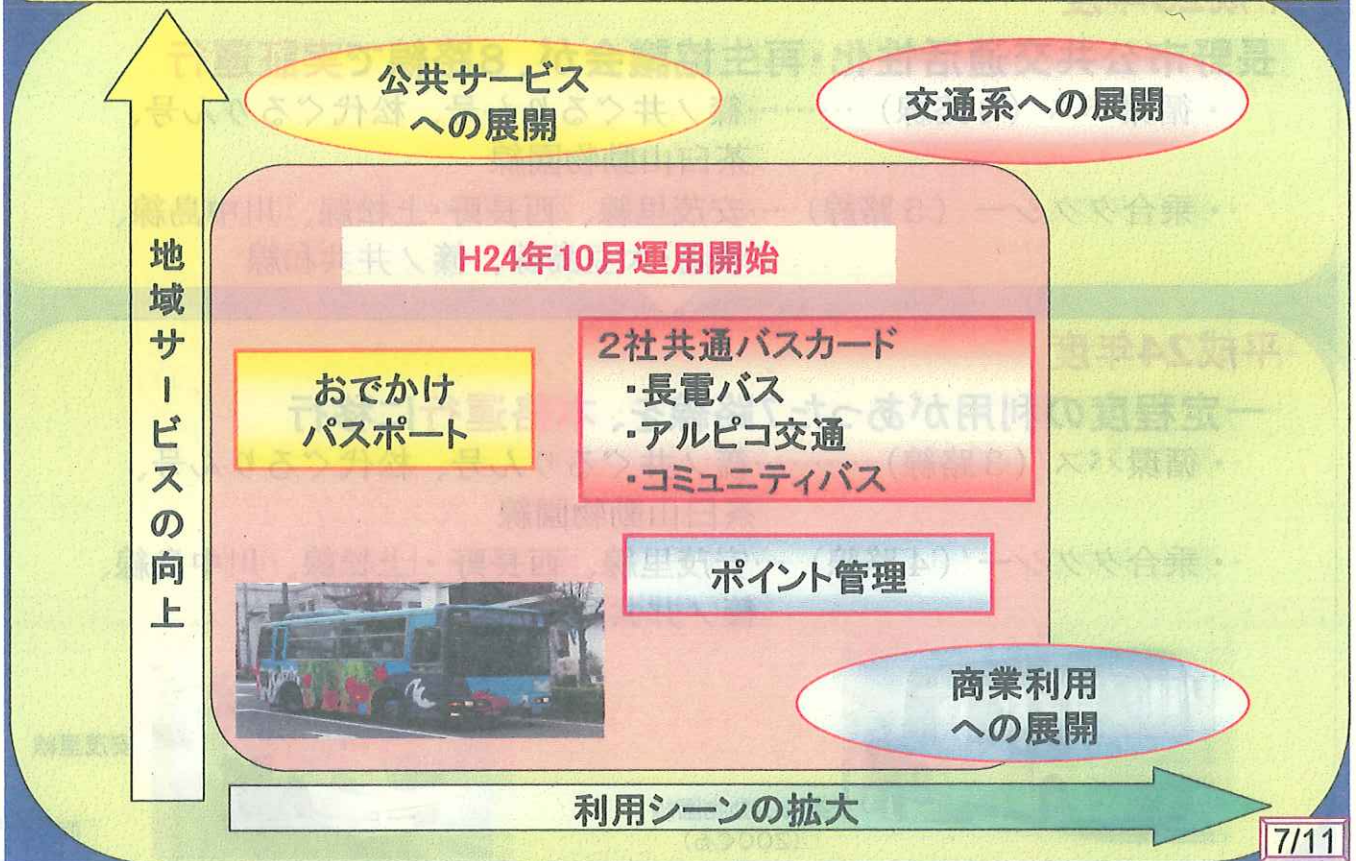 公共サービス
への展開
交通系への展開
H24年10月運用開始
おでかけ
パスポート
2社共通バスカード
・長電バス
・アルピコ交通
・コミュニティバス
ポイント管理
商業利用
への展開
地域サービスの向上
利用シーンの拡大
7/11